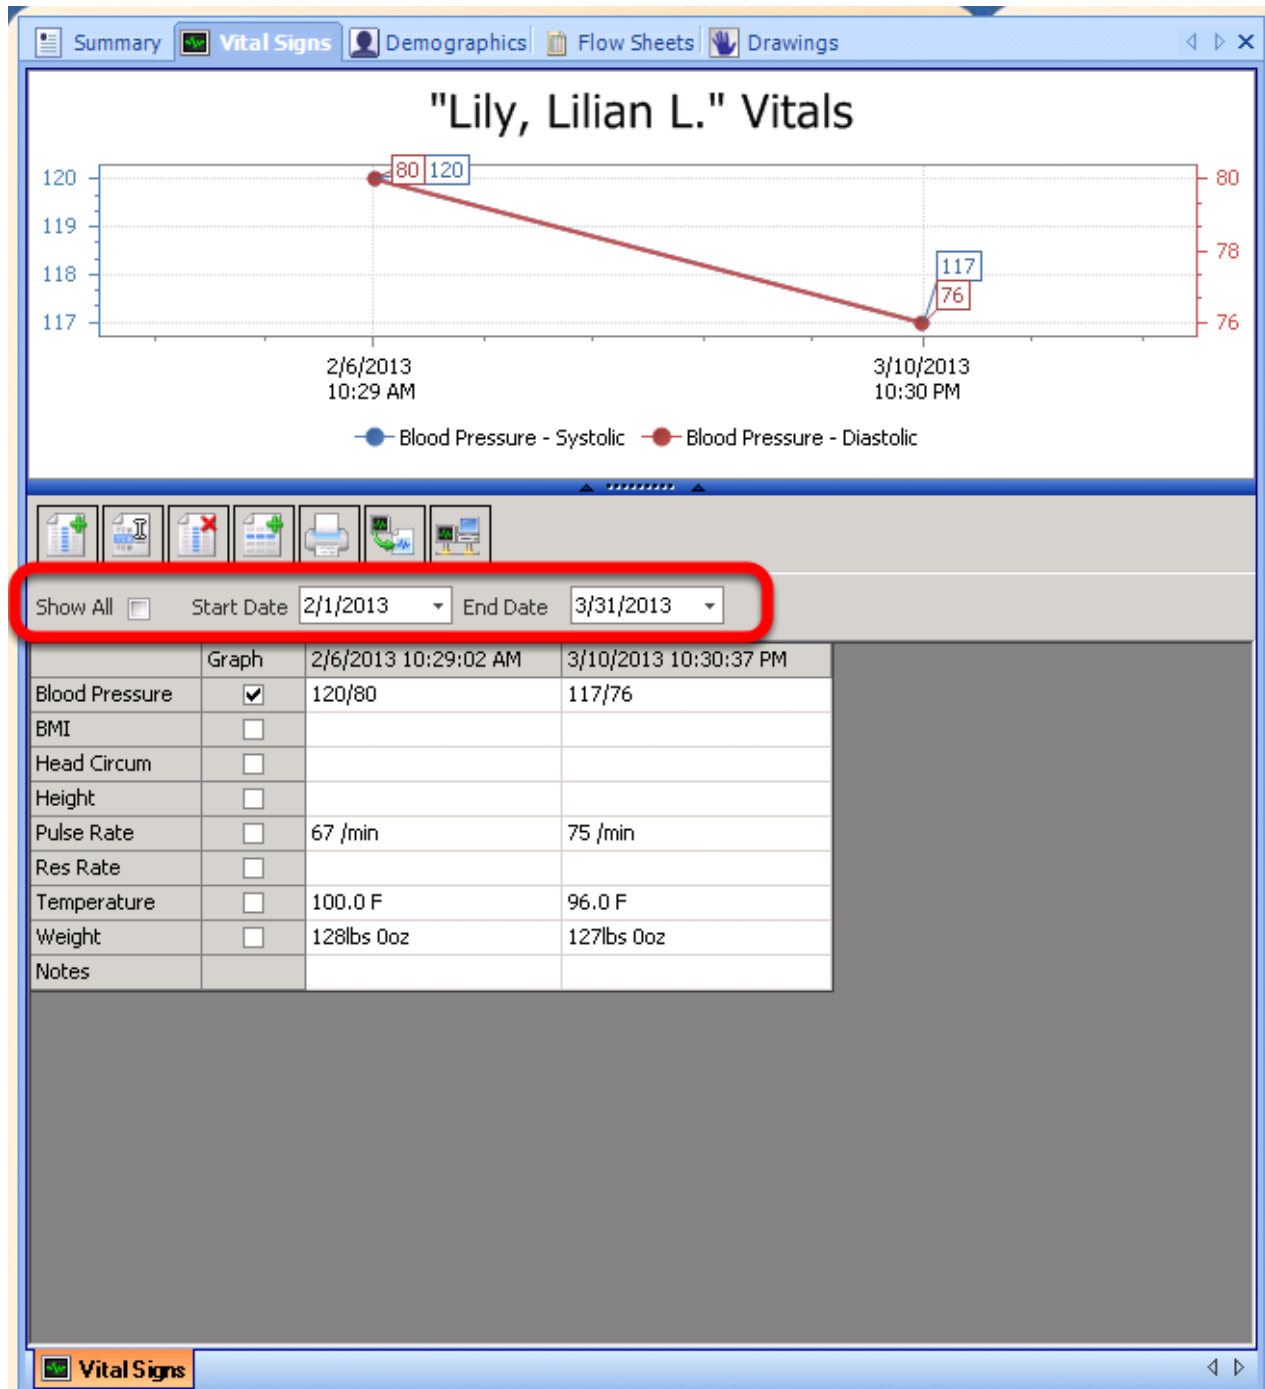 Summary Vital Signs Demographics Flow Sheets Drawings
"Lily, Lilian L." Vitals
80 120
120 80
119
78
118 117
76
117 76
2/6/2013 3/10/2013
10:29 AM 10:30 PM
Blood Pressure - Systolic Blood Pressure - Diastolic
Show All Start Date 2/1/2013 End Date 3/31/2013
Graph 2/6/2013 10:29:02 AM 3/10/2013 10:30:37 PM
Blood Pressure 120/80 117/76
BMI
Head Circum
Height
Pulse Rate 67 /min 75 /min
Res Rate
Temperature 100.0 F 96.0 F
Weight 128lbs 0oz 127lbs 0oz
Notes
Vital Signs